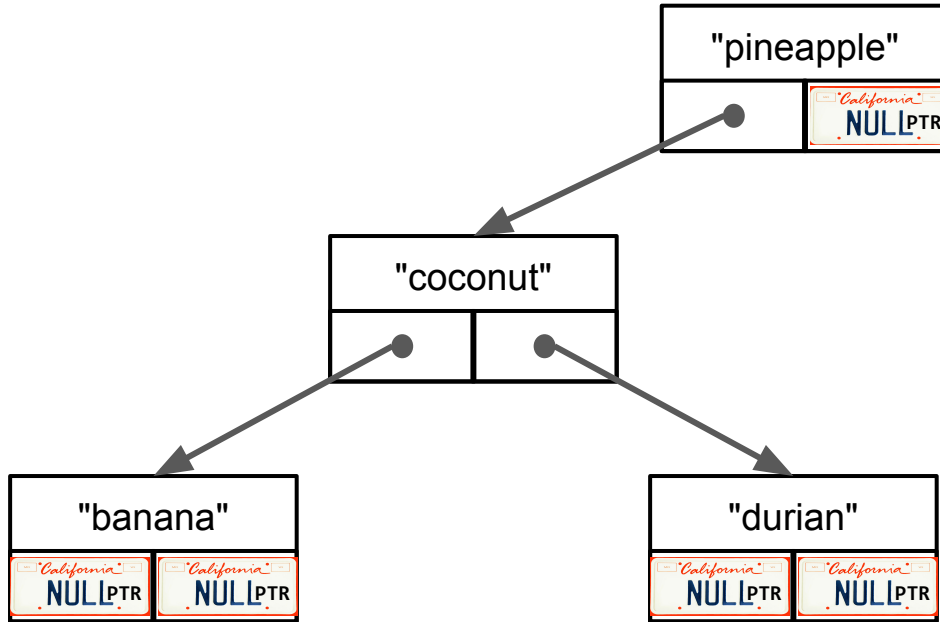 "pineapple"
California
NULLPTR
"coconut"
"banana"
"durian"
California
NULLPTR
California
NULLPTR
California
NULLPTR
California
NULLPTR